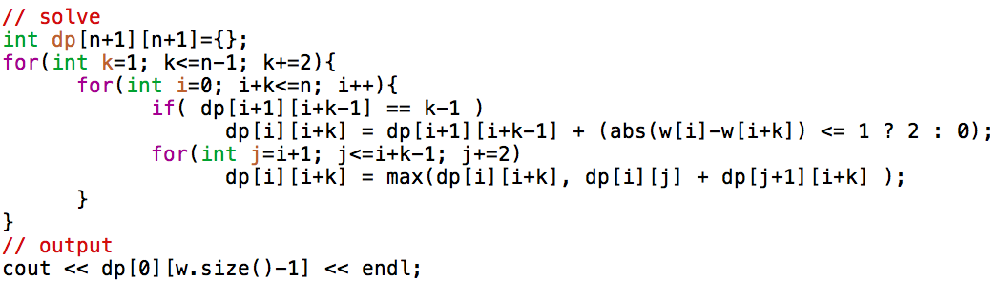 // solve
int dp[n+1][n+1]={};
for(int k=1; k<=n-1; k+=2){
      for(int i=0; i+k<=n; i++){
            if( dp[i+1][i+k-1] == k-1 )
                  dp[i][i+k] = dp[i+1][i+k-1] + (abs(w[i]-w[i+k]) <= 1 ? 2 : 0);
            for(int j=i+1; j<=i+k-1; j+=2)
                  dp[i][i+k] = max(dp[i][i+k], dp[i][j] + dp[j+1][i+k] );
      }
}
// output
cout << dp[0][w.size()-1] << endl;